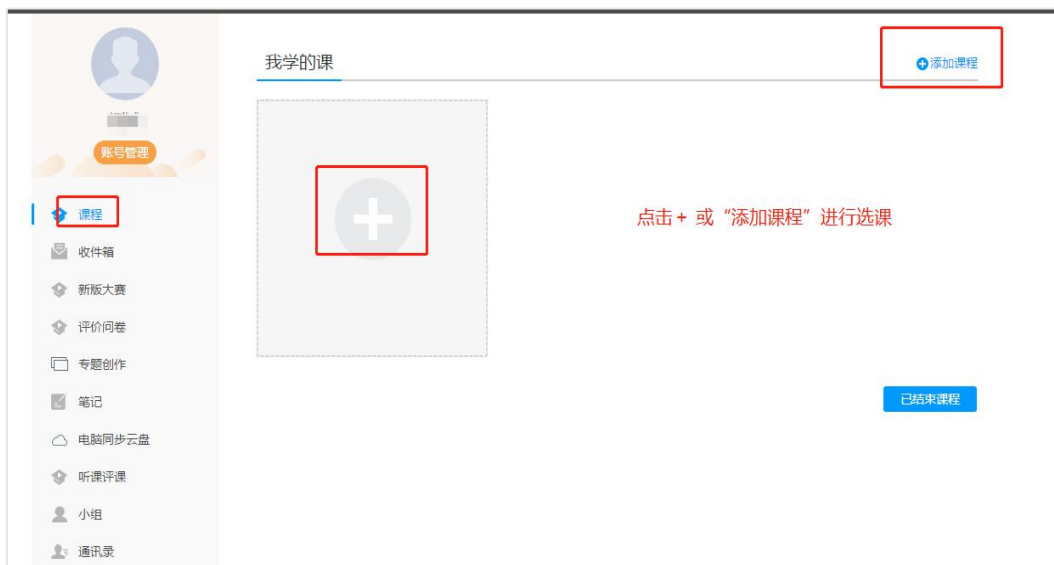 我学的课
添加课程
账号管理
课程
点击 + 或“添加课程”进行选课
收件箱
新版大赛
评价问卷
专题创作
笔记
已结束课程
电脑同步云盘
听课评课
小组
通讯录